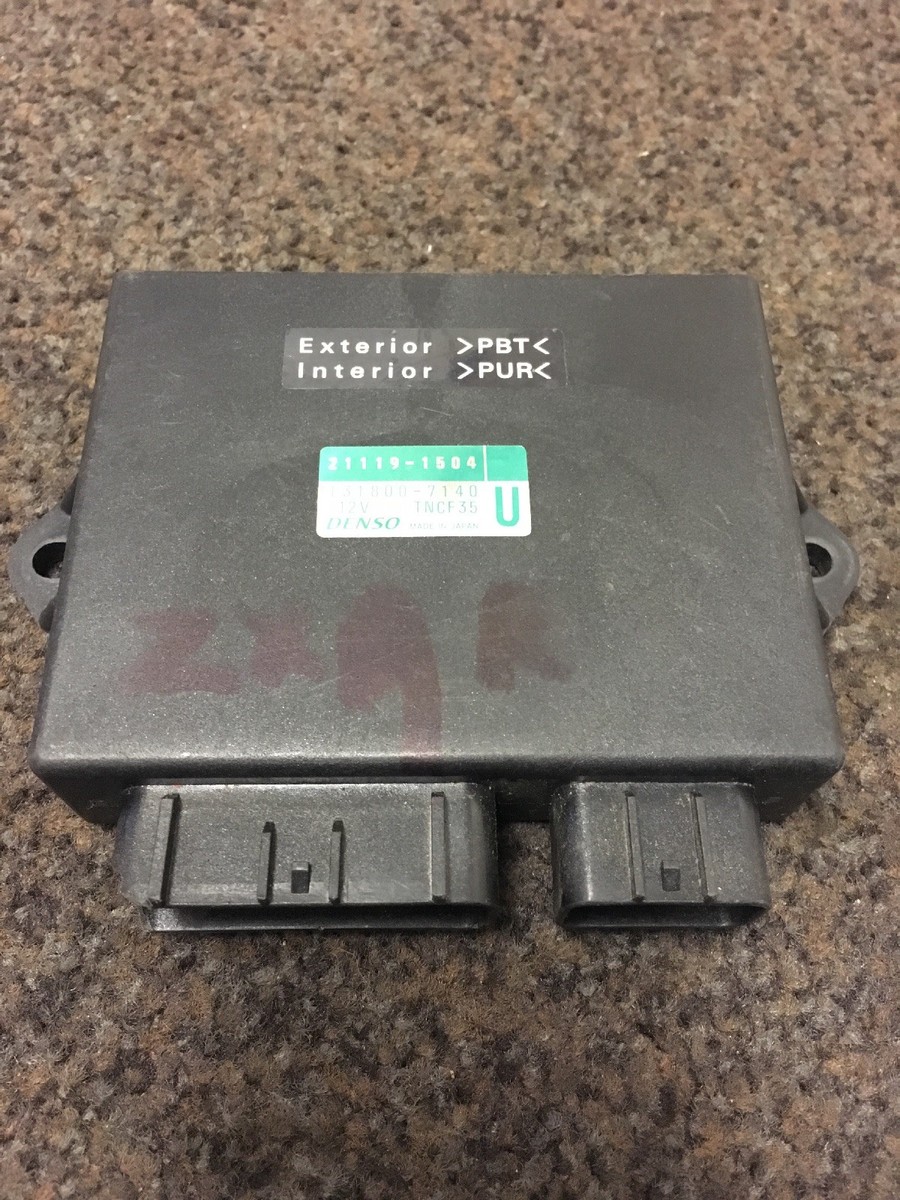 Exterior >PBT<
Interior >PUR<
21119-1504
131800-7140
12V TNCF35 U
DENSO MADE IN JAPAN
ZX9R